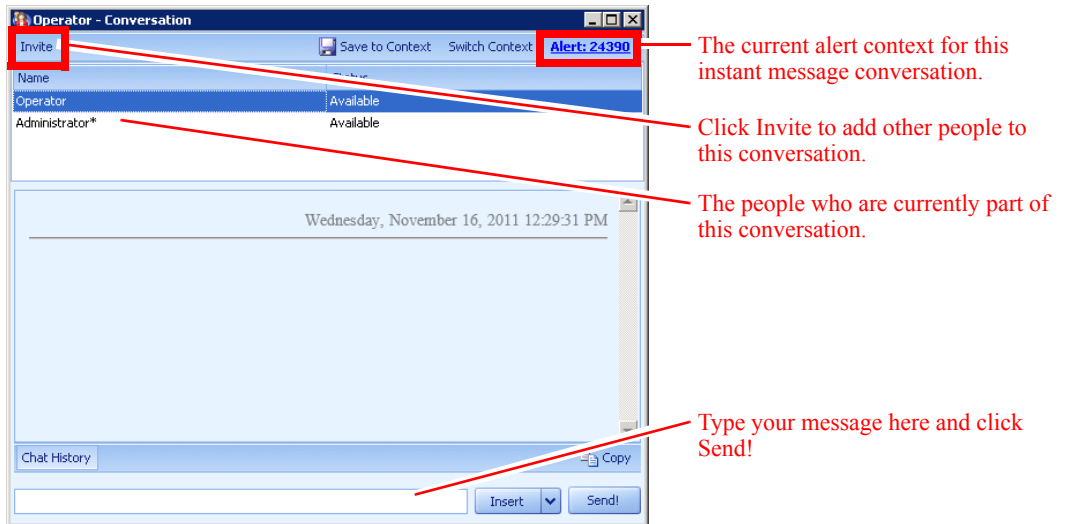 Operator - Conversation
Invite Save to Context Switch Context Alert: 24390
Name Status
Operator Available
Administrator* Available
Wednesday, November 16, 2011 12:29:31 PM
Chat History Copy
Insert Send!
The current alert context for this
instant message conversation.
Click Invite to add other people to
this conversation.
The people who are currently part of
this conversation.
Type your message here and click
Send!